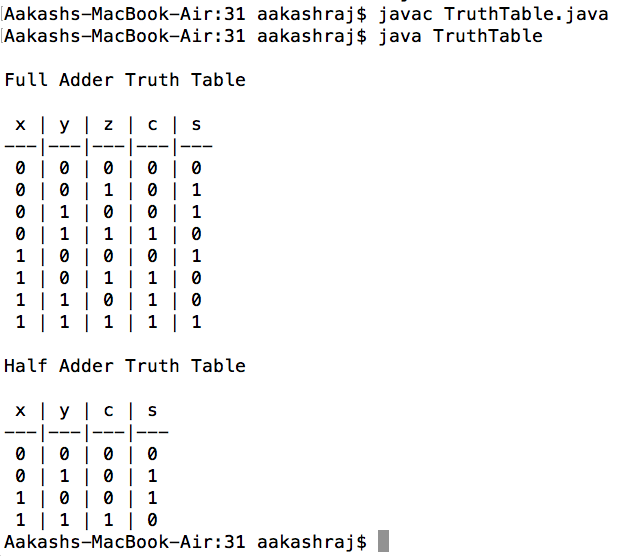 Aakashs-MacBook-Air:31 aakashraj$ javac TruthTable.java
Aakashs-MacBook-Air:31 aakashraj$ java TruthTable
Full Adder Truth Table
 x | y | z | c | s
---|---|---|---|---
 0 | 0 | 0 | 0 | 0
 0 | 0 | 1 | 0 | 1
 0 | 1 | 0 | 0 | 1
 0 | 1 | 1 | 1 | 0
 1 | 0 | 0 | 0 | 1
 1 | 0 | 1 | 1 | 0
 1 | 1 | 0 | 1 | 0
 1 | 1 | 1 | 1 | 1
Half Adder Truth Table
 x | y | c | s
---|---|---|---
 0 | 0 | 0 | 0
 0 | 1 | 0 | 1
 1 | 0 | 0 | 1
 1 | 1 | 1 | 0
Aakashs-MacBook-Air:31 aakashraj$